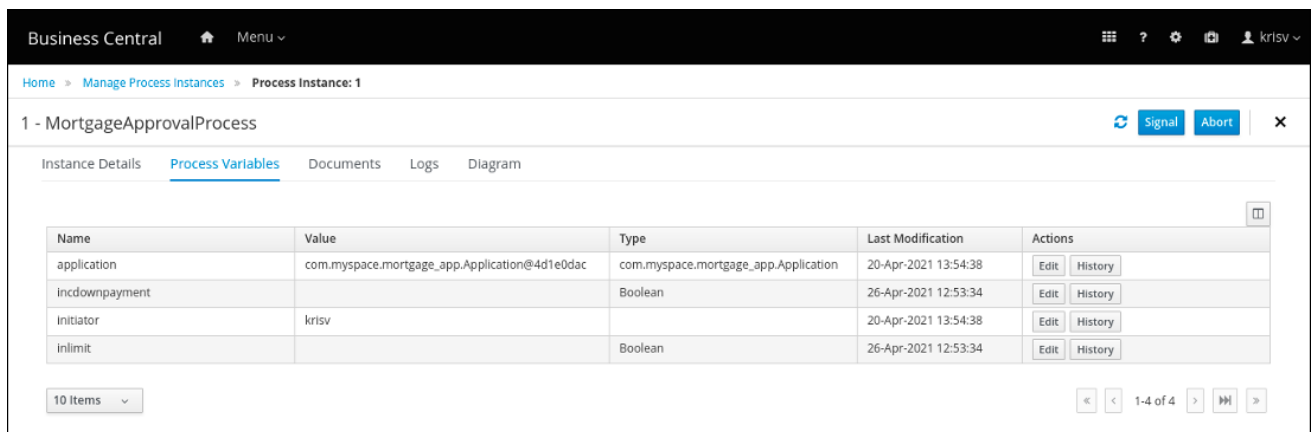 Business Central Menu ? krisv
Home » Manage Process Instances » Process Instance: 1
1 - MortgageApprovalProcess Signal Abort
Instance Details Process Variables Documents Logs Diagram
Name Value Type Last Modification Actions
application com.myspace.mortgage_app.Application@4d1e0dac com.myspace.mortgage_app.Application 20-Apr-2021 13:54:38 Edit History
incdownpayment Boolean 26-Apr-2021 12:53:34 Edit History
initiator krisv 20-Apr-2021 13:54:38 Edit History
inlimit Boolean 26-Apr-2021 12:53:34 Edit History
10 Items « < 1-4 of 4 > »